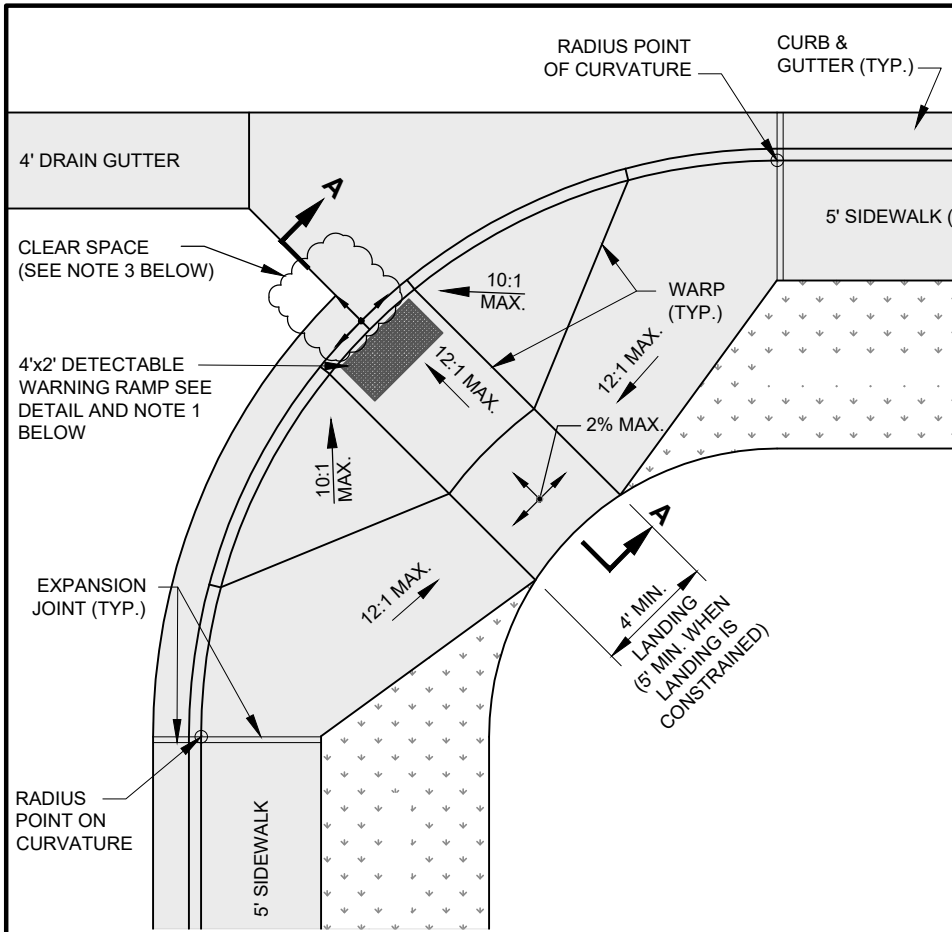 RADIUS POINT
OF CURVATURE
CURB &
GUTTER (TYP.)
4' DRAIN GUTTER
A
5' SIDEWALK (
CLEAR SPACE
(SEE NOTE 3 BELOW)
10:1
MAX.
WARP
(TYP.)
4'x2' DETECTABLE
WARNING RAMP SEE
DETAIL AND NOTE 1
BELOW
12:1 MAX.
12:1 MAX.
2% MAX.
10:1
MAX.
A
EXPANSION
JOINT (TYP.)
12:1 MAX.
4' MIN.
LANDING
(5' MIN. WHEN
LANDING IS
CONSTRAINED)
RADIUS
POINT ON
CURVATURE
5' SIDEWALK